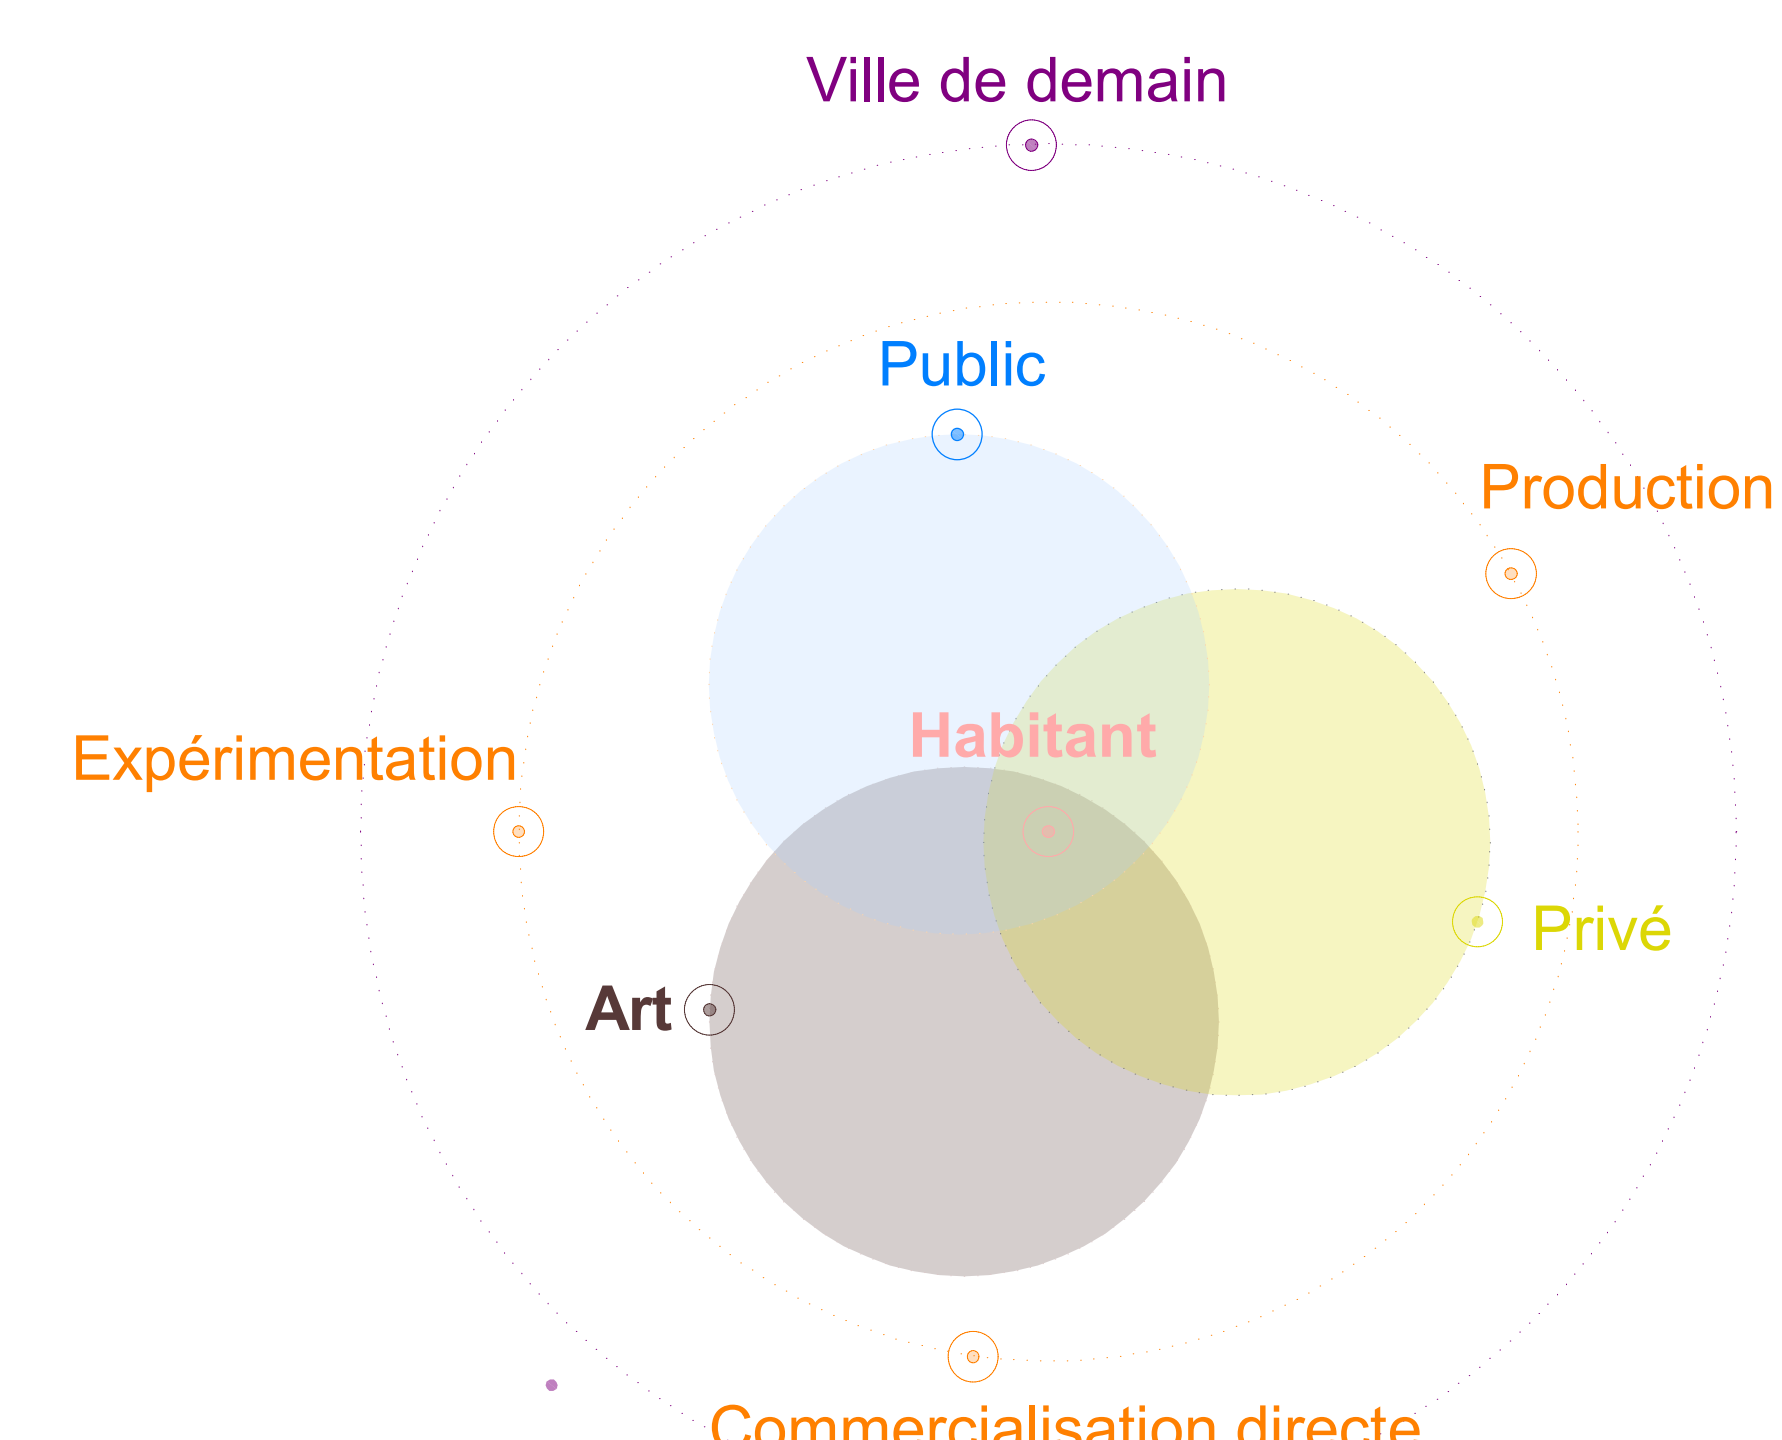 Ville de demain
Public
Production
Habitant
Expérimentation
Privé
Art
Commercialisation directe